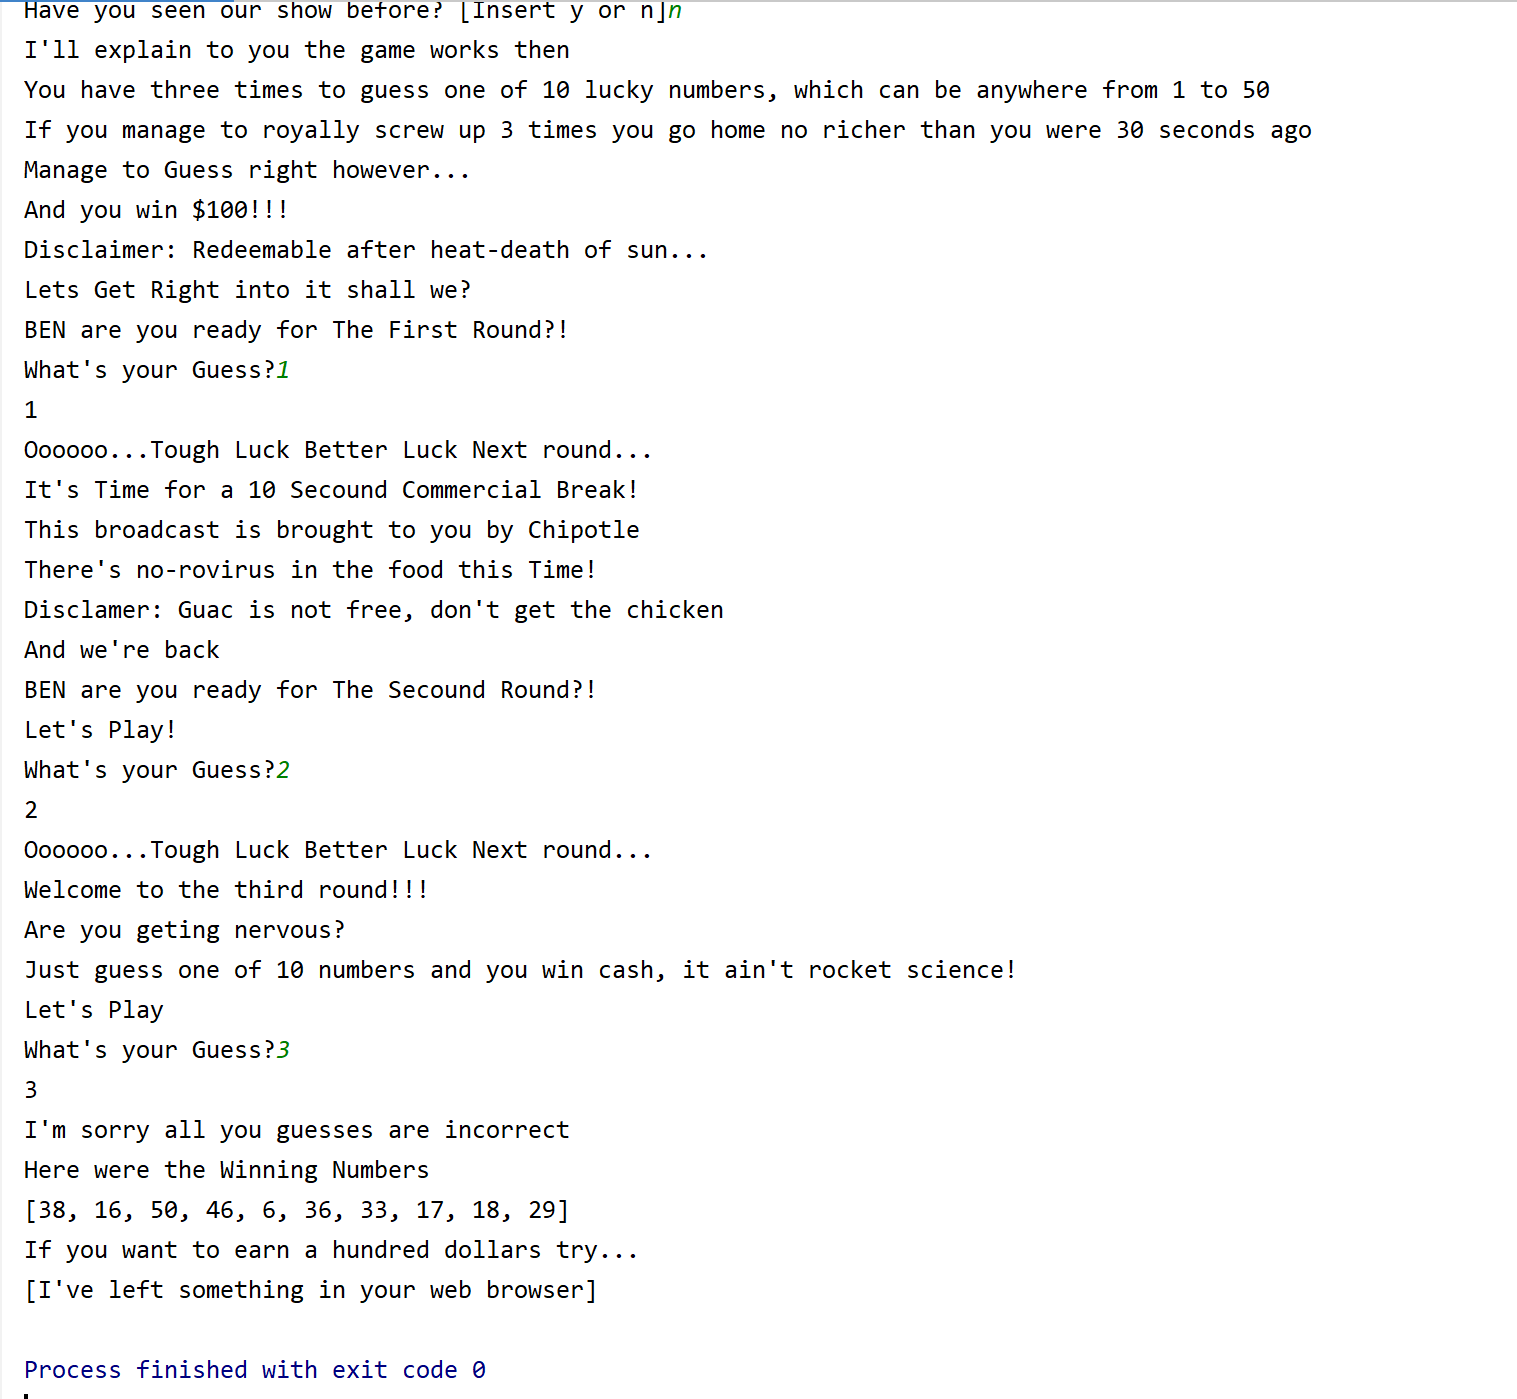 Have you seen our show before? [Insert y or n]n
I'll explain to you the game works then
You have three times to guess one of 10 lucky numbers, which can be anywhere from 1 to 50
If you manage to royally screw up 3 times you go home no richer than you were 30 seconds ago
Manage to Guess right however...
And you win $100!!!
Disclaimer: Redeemable after heat-death of sun...
Lets Get Right into it shall we?
BEN are you ready for The First Round?!
What's your Guess?1
1
Oooooo...Tough Luck Better Luck Next round...
It's Time for a 10 Secound Commercial Break!
This broadcast is brought to you by Chipotle
There's no-rovirus in the food this Time!
Disclamer: Guac is not free, don't get the chicken
And we're back
BEN are you ready for The Secound Round?!
Let's Play!
What's your Guess?2
2
Oooooo...Tough Luck Better Luck Next round...
Welcome to the third round!!!
Are you geting nervous?
Just guess one of 10 numbers and you win cash, it ain't rocket science!
Let's Play
What's your Guess?3
3
I'm sorry all you guesses are incorrect
Here were the Winning Numbers
[38, 16, 50, 46, 6, 36, 33, 17, 18, 29]
If you want to earn a hundred dollars try...
[I've left something in your web browser]
Process finished with exit code 0